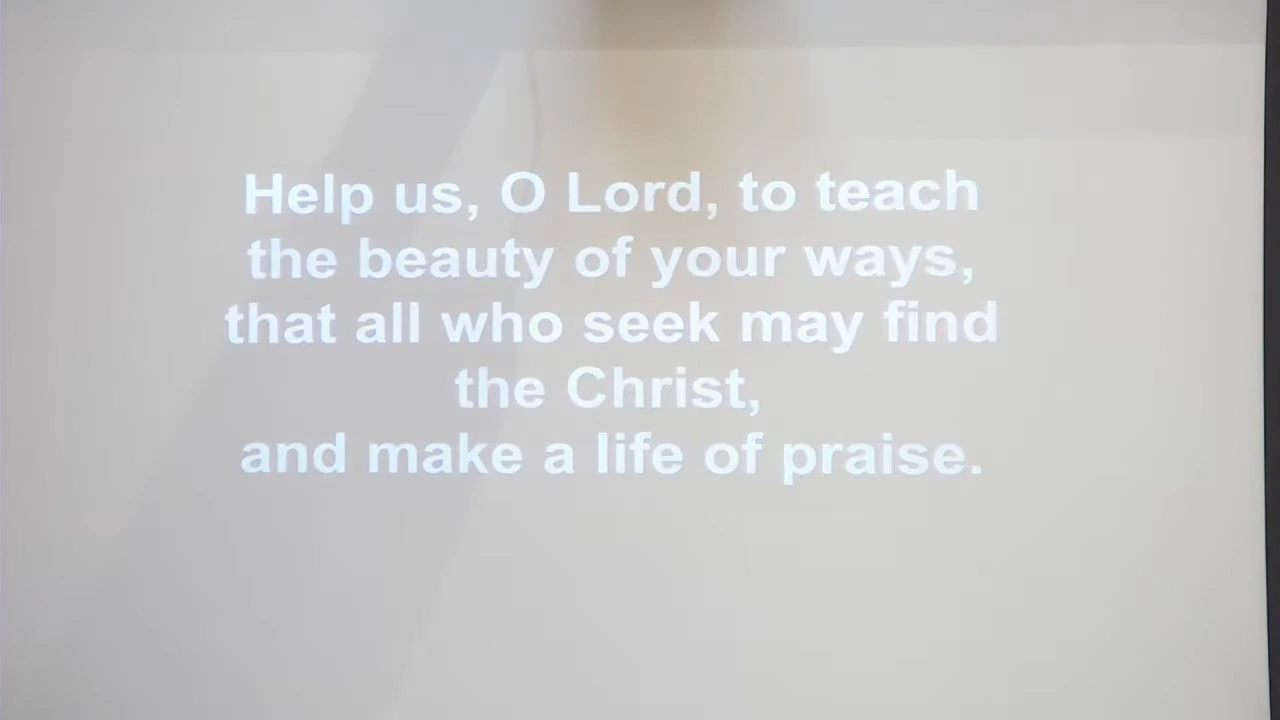 Help us, O Lord, to teach
the beauty of your ways,
that all who seek may find
the Christ,
and make a life of praise.